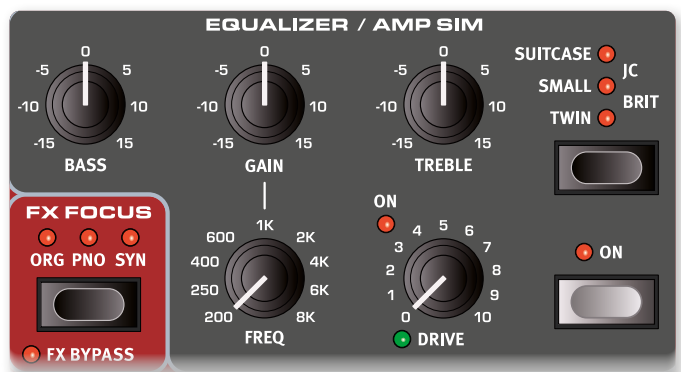 EQUALIZER / AMP SIM
0
-5 5
-10 10
-15 15
BASS
0
-5 5
-10 10
-15 15
GAIN
0
-5 5
-10 10
-15 15
TREBLE
SUITCASE
JC
SMALL
BRIT
TWIN
FX FOCUS
ORG PNO SYN
FX BYPASS
1K
600 2K
400 4K
250 6K
200 8K
FREQ
ON
4 5 6
3 7
2 8
1 9
0 10
DRIVE
ON